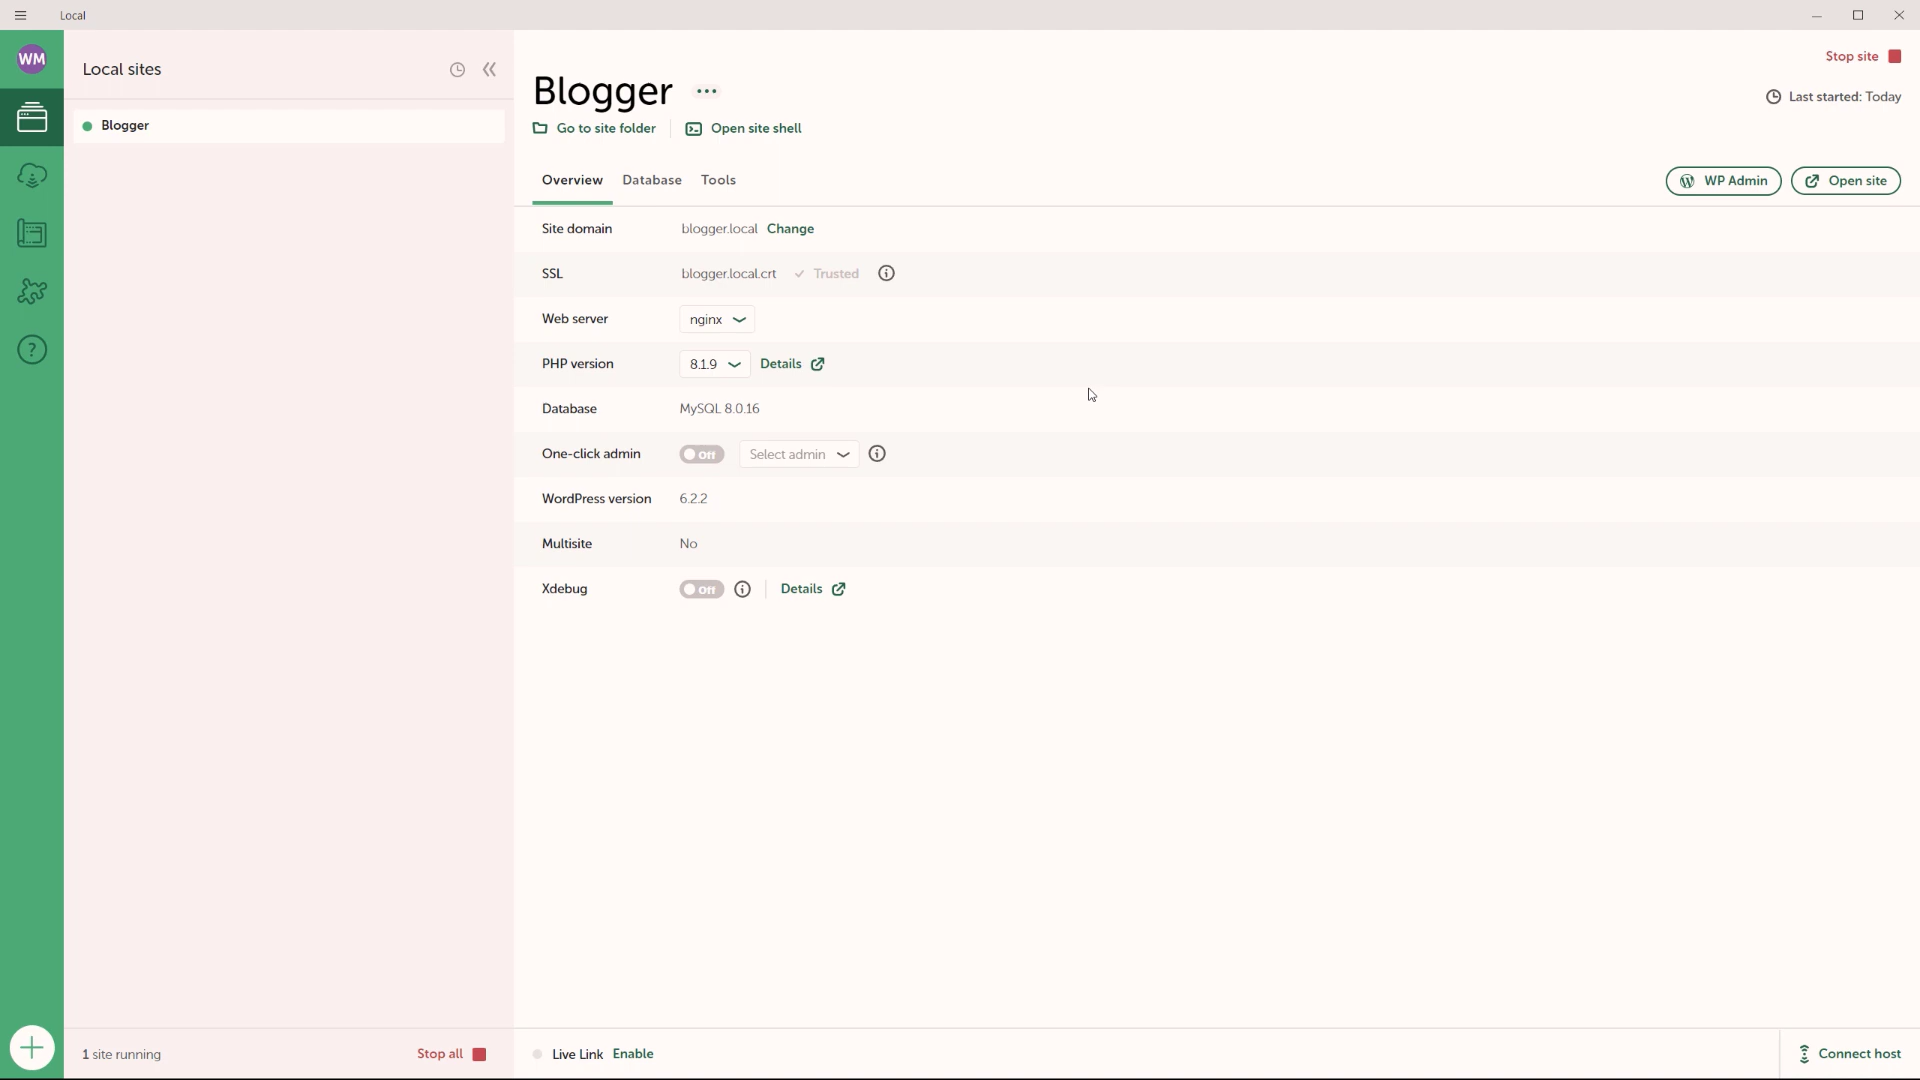 Local
WM
Local sites
Blogger
1 site running
Stop all
Stop site
Blogger
Last started: Today
Go to site folder
Open site shell
Overview Database Tools
WP Admin
Open site
Site domain blogger.local Change
SSL blogger.local.crt Trusted
Web server nginx
PHP version 8.1.9 Details
Database MySQL 8.0.16
One-click admin Off Select admin
WordPress version 6.2.2
Multisite No
Xdebug Off Details
Live Link Enable
Connect host